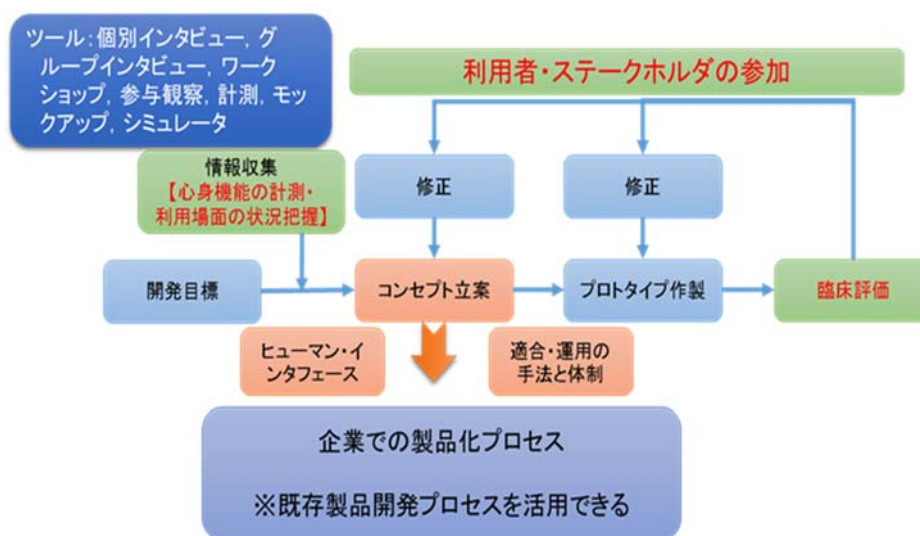 ツール：個別インタビュー，グ
ループインタビュー，ワーク
ショップ，参与観察，計測，モッ
クアップ，シミュレータ
利用者・ステークホルダの参加
情報収集
【心身機能の計測・
利用場面の状況把握】
修正
修正
開発目標
コンセプト立案
プロトタイプ作製
臨床評価
ヒューマン・イ
ンタフェース
適合・運用の
手法と体制
企業での製品化プロセス
※既存製品開発プロセスを活用できる